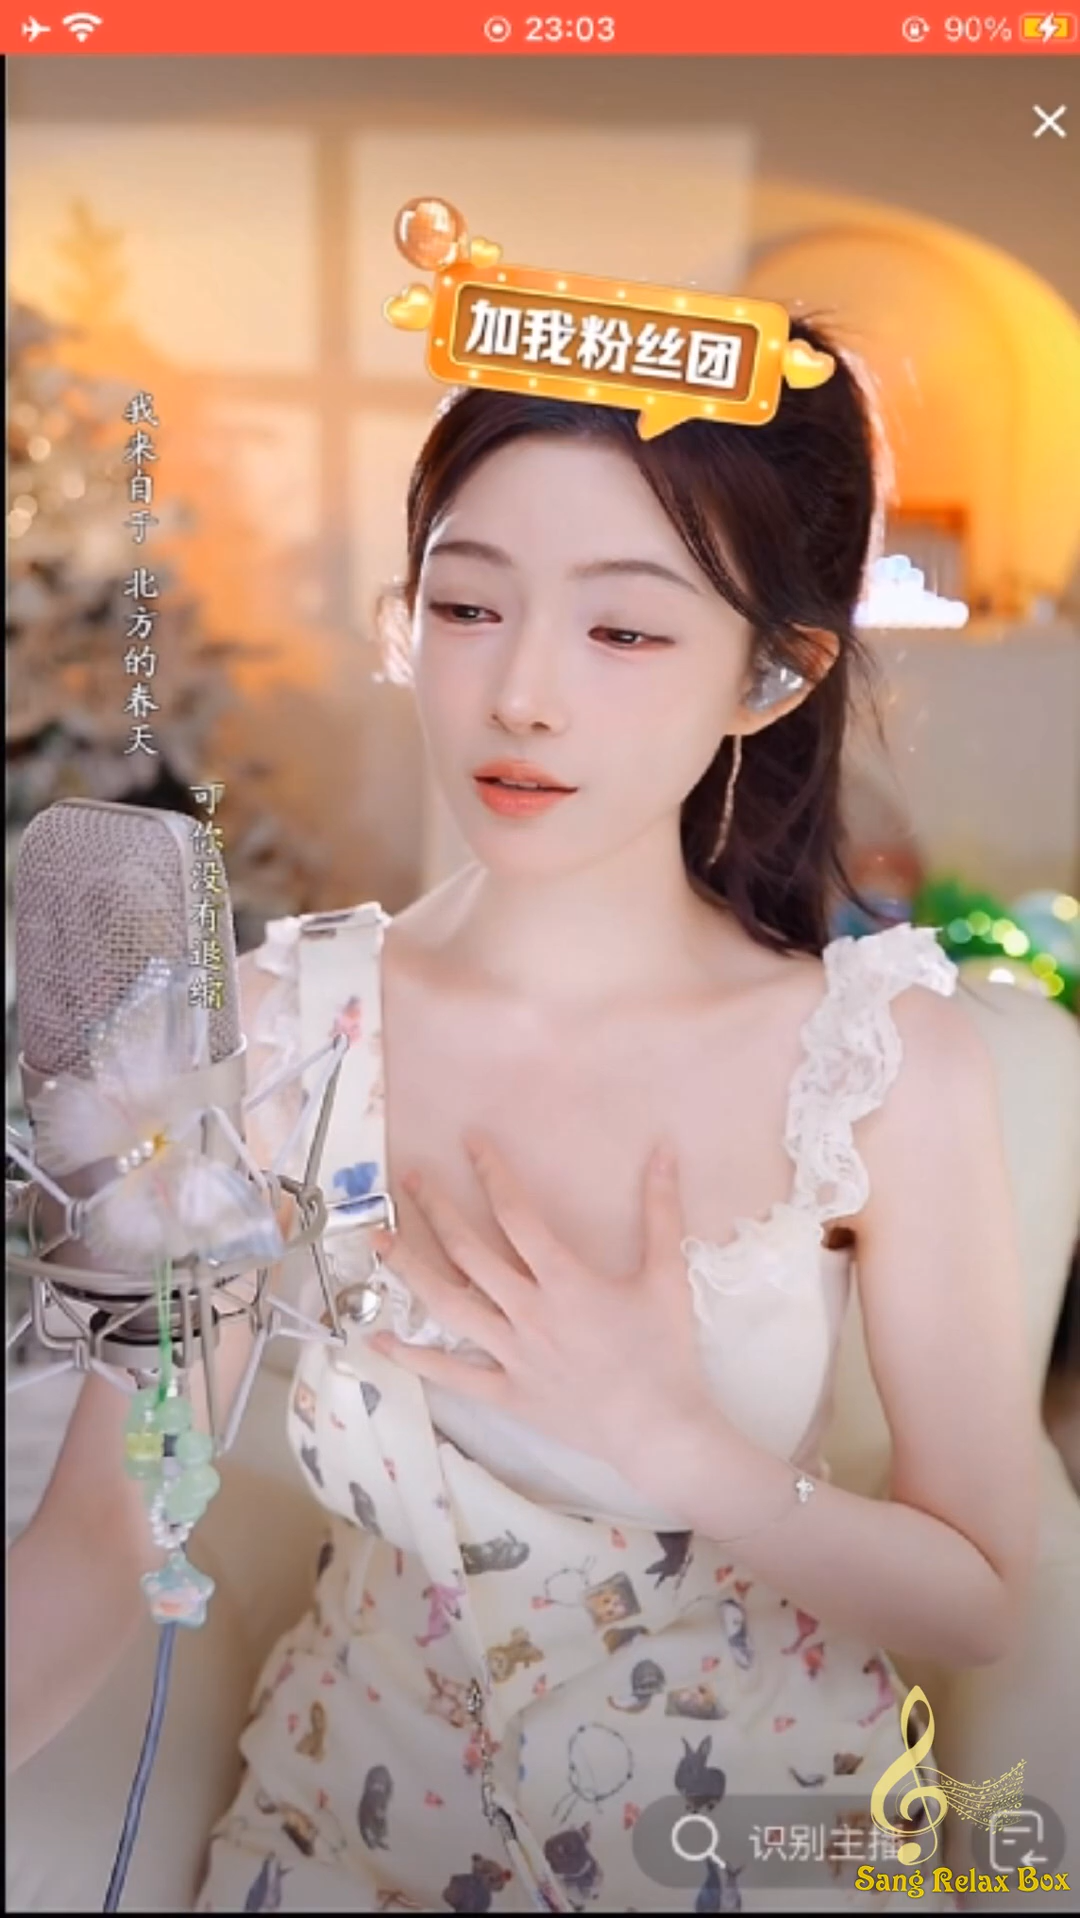 23:03
90%
加我粉丝团
我来自于 北方的春天
可你没有退缩
识别主播
Sang Relax Box